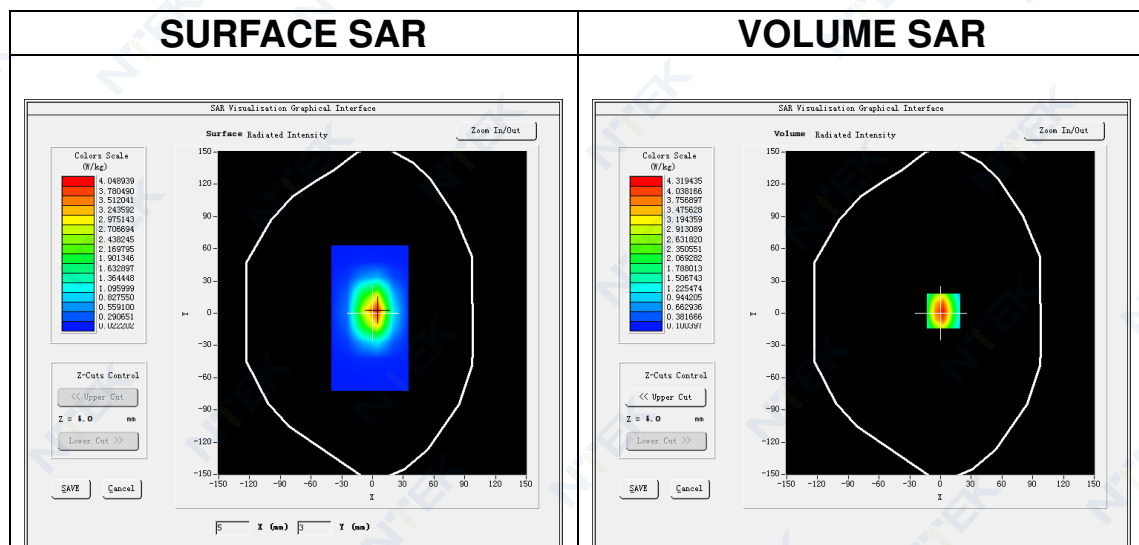 SURFACE SAR
VOLUME SAR
SAR Visualisation Graphical Interface
Surface Radiated Intensity
Zoom In/Out
Colors Scale
(W/kg)
4.048939
3.780490
3.512041
3.243592
2.975143
2.706694
2.438245
2.169795
1.901346
1.632897
1.364448
1.095999
0.827550
0.559100
0.290651
0.022202
150
120
90
60
30
0
-30
-60
-90
-120
-150
Y
-150 -120 -90 -60 -30 0 30 60 90 120 150
X
Z-Cuts Control
<< Upper Cut
Z = 4.0 mm
Lower Cut >>
SAVE Cancel
5 X (mm) 3 Y (mm)
SAR Visualisation Graphical Interface
Volume Radiated Intensity
Zoom In/Out
Colors Scale
(W/kg)
4.319435
4.038166
3.756897
3.475628
3.194359
2.913089
2.631820
2.350551
2.069282
1.788013
1.506743
1.225474
0.944205
0.662936
0.381666
0.100397
150
120
90
60
30
0
-30
-60
-90
-120
-150
Y
-150 -120 -90 -60 -30 0 30 60 90 120 150
X
Z-Cuts Control
<< Upper Cut
Z = 4.0 mm
Lower Cut >>
SAVE Cancel
NTEK